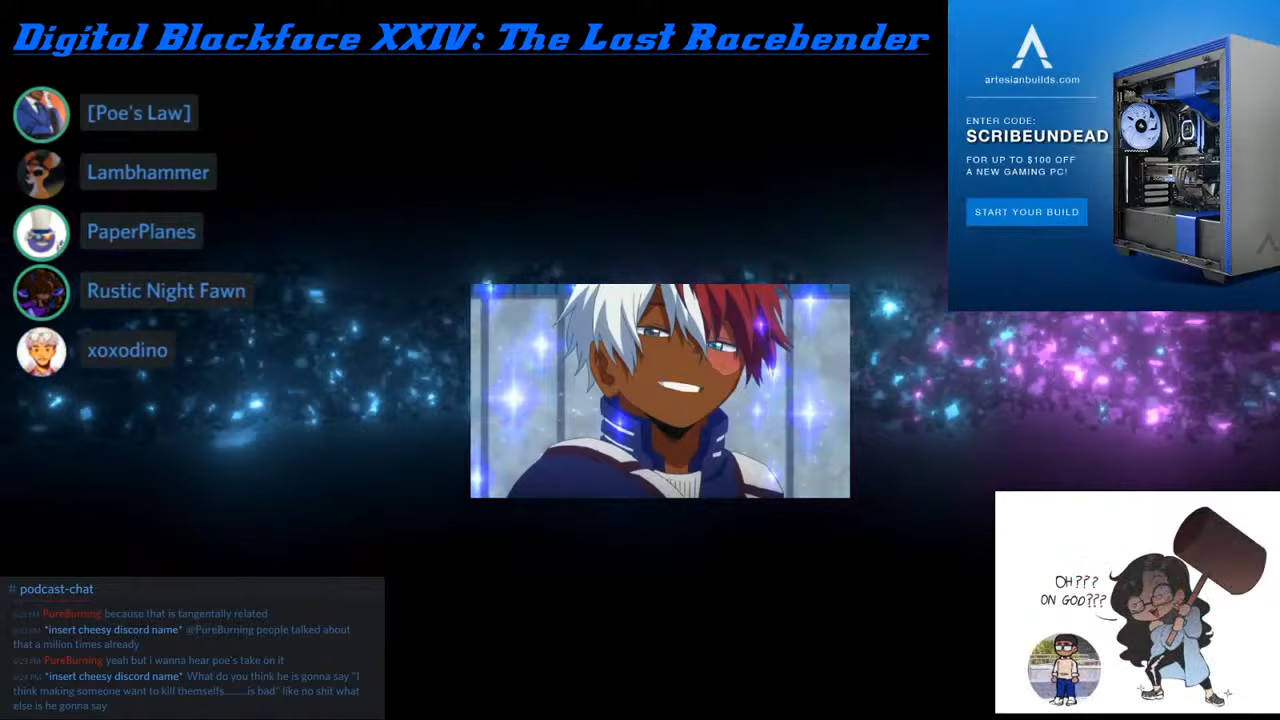 Digital Blackface XXIV: The Last Racebender
[Poe's Law]
Lambhammer
PaperPlanes
Rustic Night Fawn
xoxodino
artesianbuilds.com
ENTER CODE:
SCRIBEUNDEAD
FOR UP TO $100 OFF
A NEW GAMING PC!
START YOUR BUILD
# podcast-chat
PureBurning because that is tangentially related
*insert cheesy discord name* @PureBurning people talked about
that a milion times already
PureBurning yeah but i wanna hear poe's take on it
*insert cheesy discord name* What do you think he is gonna say "I
think making someone want to kill themselfs.........is bad" like no shit what
else is he gonna say
OH???
ON GOD???